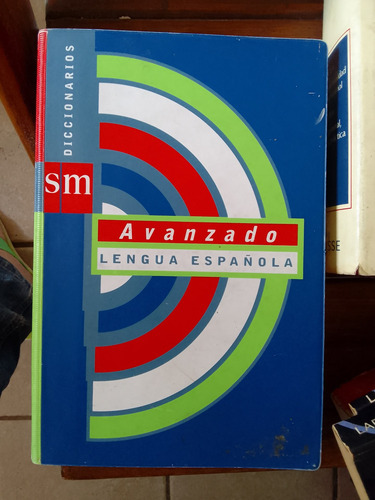 DICCIONARIOS
sm
Avanzado
LENGUA ESPAÑOLA